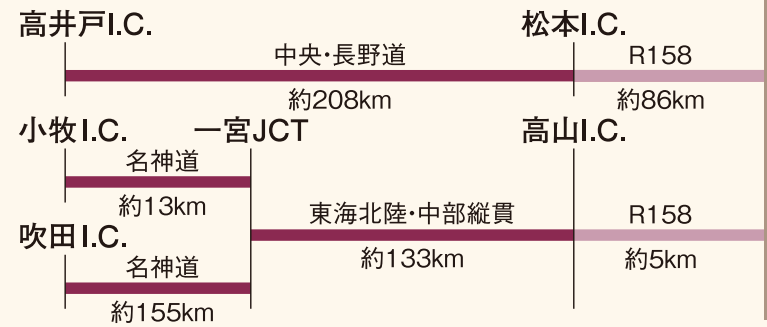 高井戸I.C. 松本I.C.
中央・長野道 R158
約208km 約86km
小牧I.C. 一宮JCT 高山I.C.
名神道
約13km
東海北陸・中部縦貫 R158
約133km 約5km
吹田I.C.
名神道
約155km